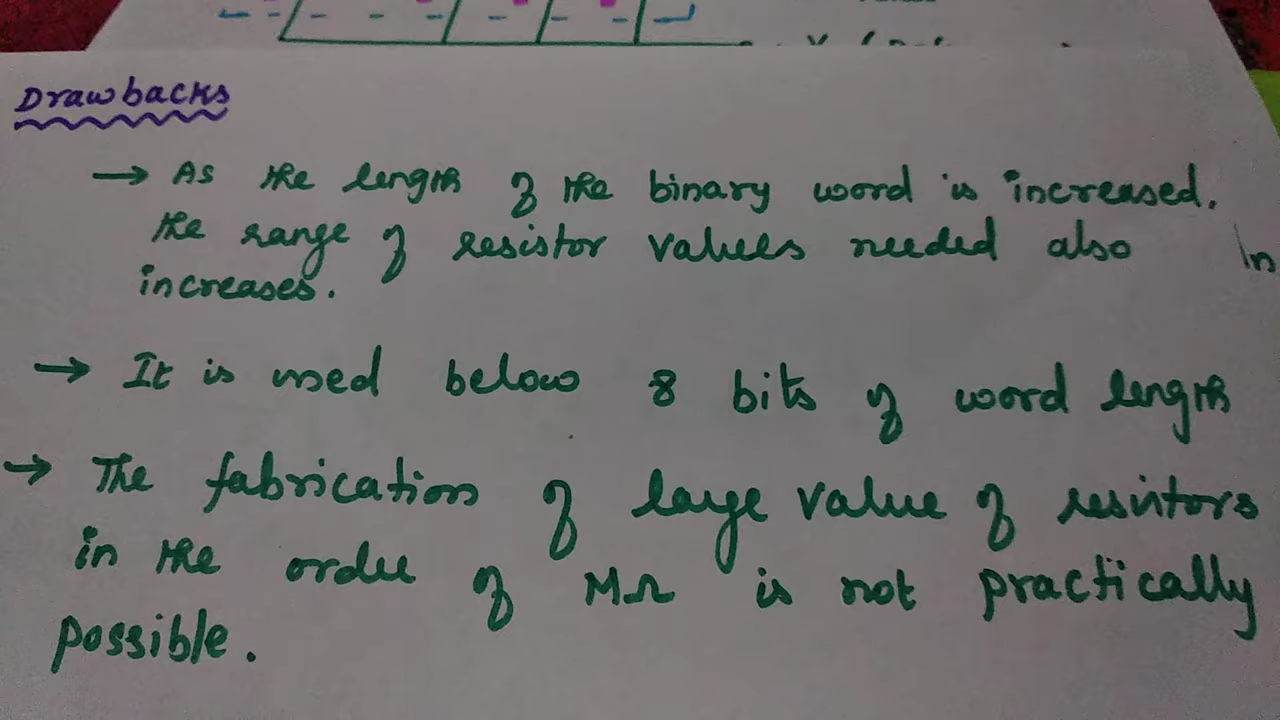 Drawbacks
→ As the length of the binary word is increased.
the range of resistor values needed also In
increases.
→ It is used below 8 bits of word length
→ The fabrication of large value of resistors
in the order of MΩ is not practically
possible.